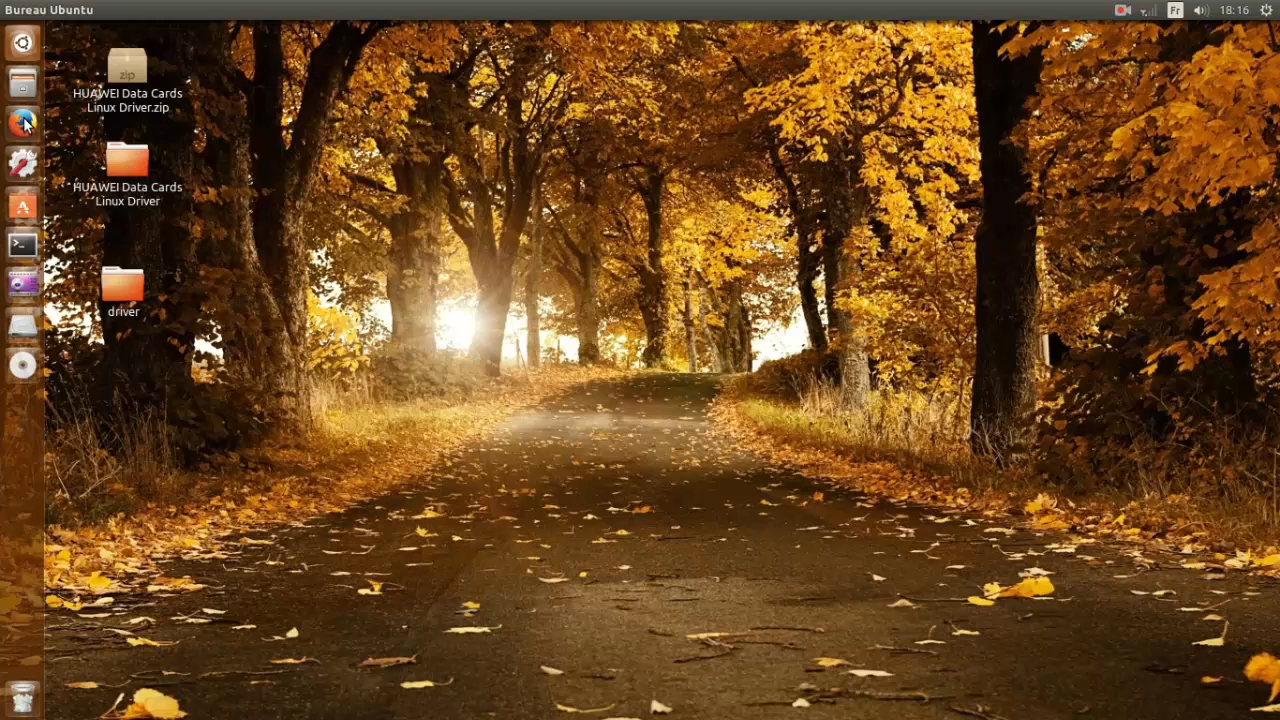 Bureau Ubuntu
Fr
18:16
zip
HUAWEI Data Cards
Linux Driver.zip
HUAWEI Data Cards
Linux Driver
driver